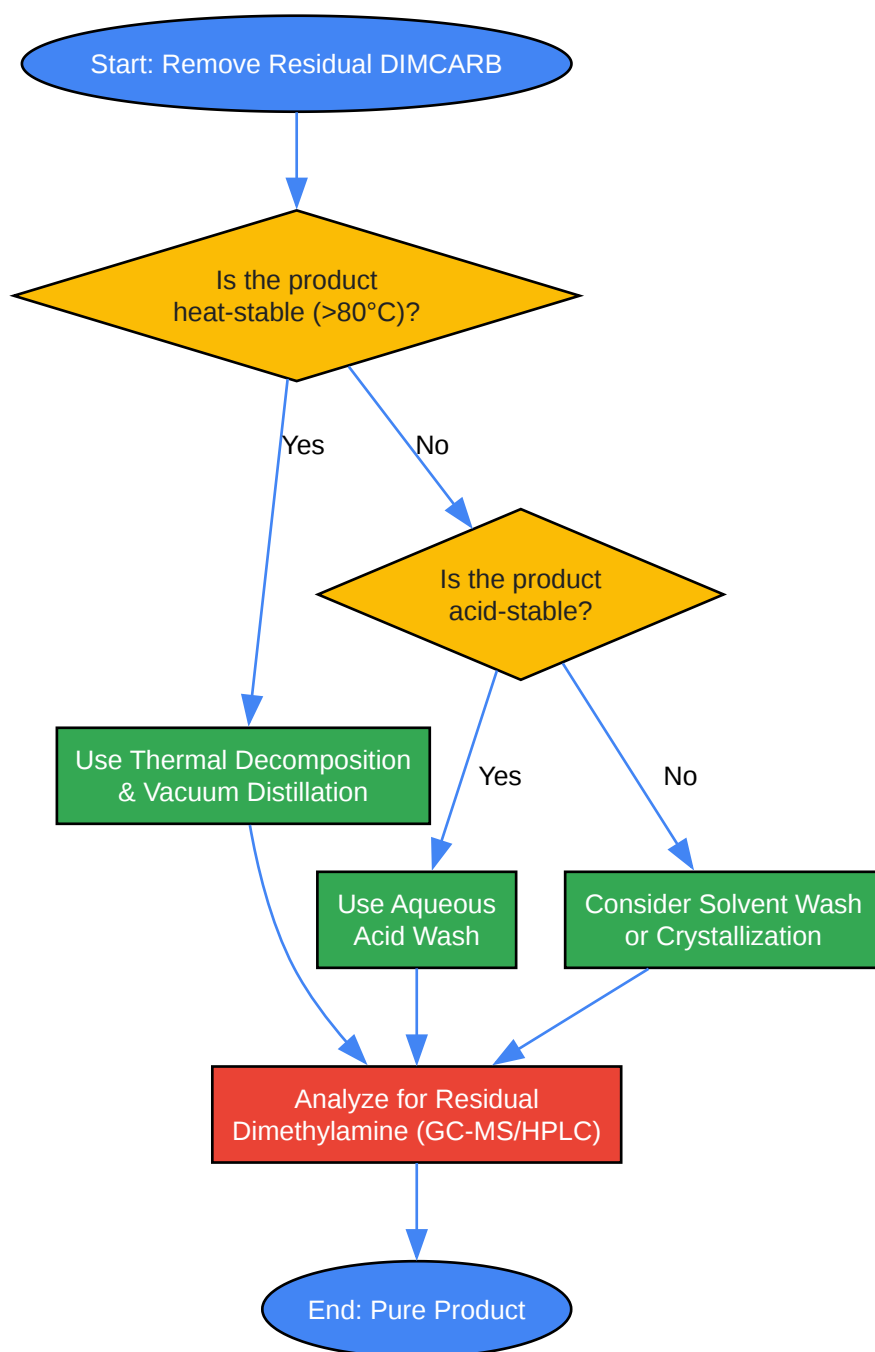 Start: Remove Residual DIMCARB
Is the product
heat-stable (>80°C)?
Yes
No
Is the product
acid-stable?
Use Thermal Decomposition
& Vacuum Distillation
Yes
No
Use Aqueous
Acid Wash
Consider Solvent Wash
or Crystallization
Analyze for Residual
Dimethylamine (GC-MS/HPLC)
End: Pure Product